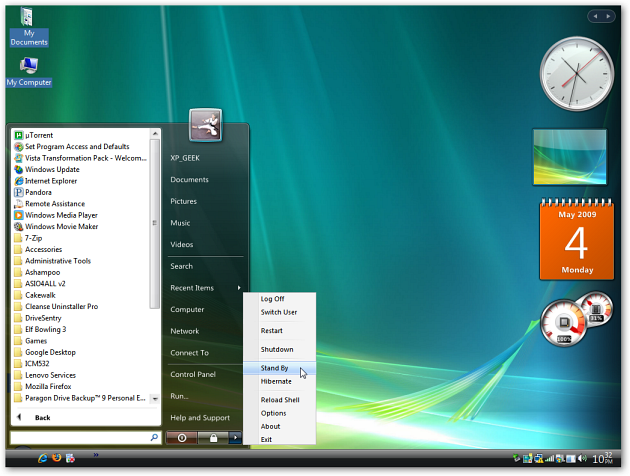 My
Documents
My Computer
µTorrent
Set Program Access and Defaults
Vista Transformation Pack - Welcom...
Windows Update
Internet Explorer
Pandora
Remote Assistance
Windows Media Player
Windows Movie Maker
7-Zip
Accessories
Administrative Tools
Ashampoo
ASIO4ALL v2
Cakewalk
Cleanse Uninstaller Pro
DriveSentry
Elf Bowling 3
Games
Google Desktop
ICM532
Lenovo Services
Mozilla Firefox
Paragon Drive Backup™ 9 Personal E...
Back
XP_GEEK
Documents
Pictures
Music
Videos
Search
Recent Items
Computer
Network
Connect To
Control Panel
Run...
Help and Support
Log Off
Switch User
Restart
Shutdown
Stand By
Hibernate
Reload Shell
Options
About
Exit
May 2009
4
Monday
31%
100%
10:32
PM